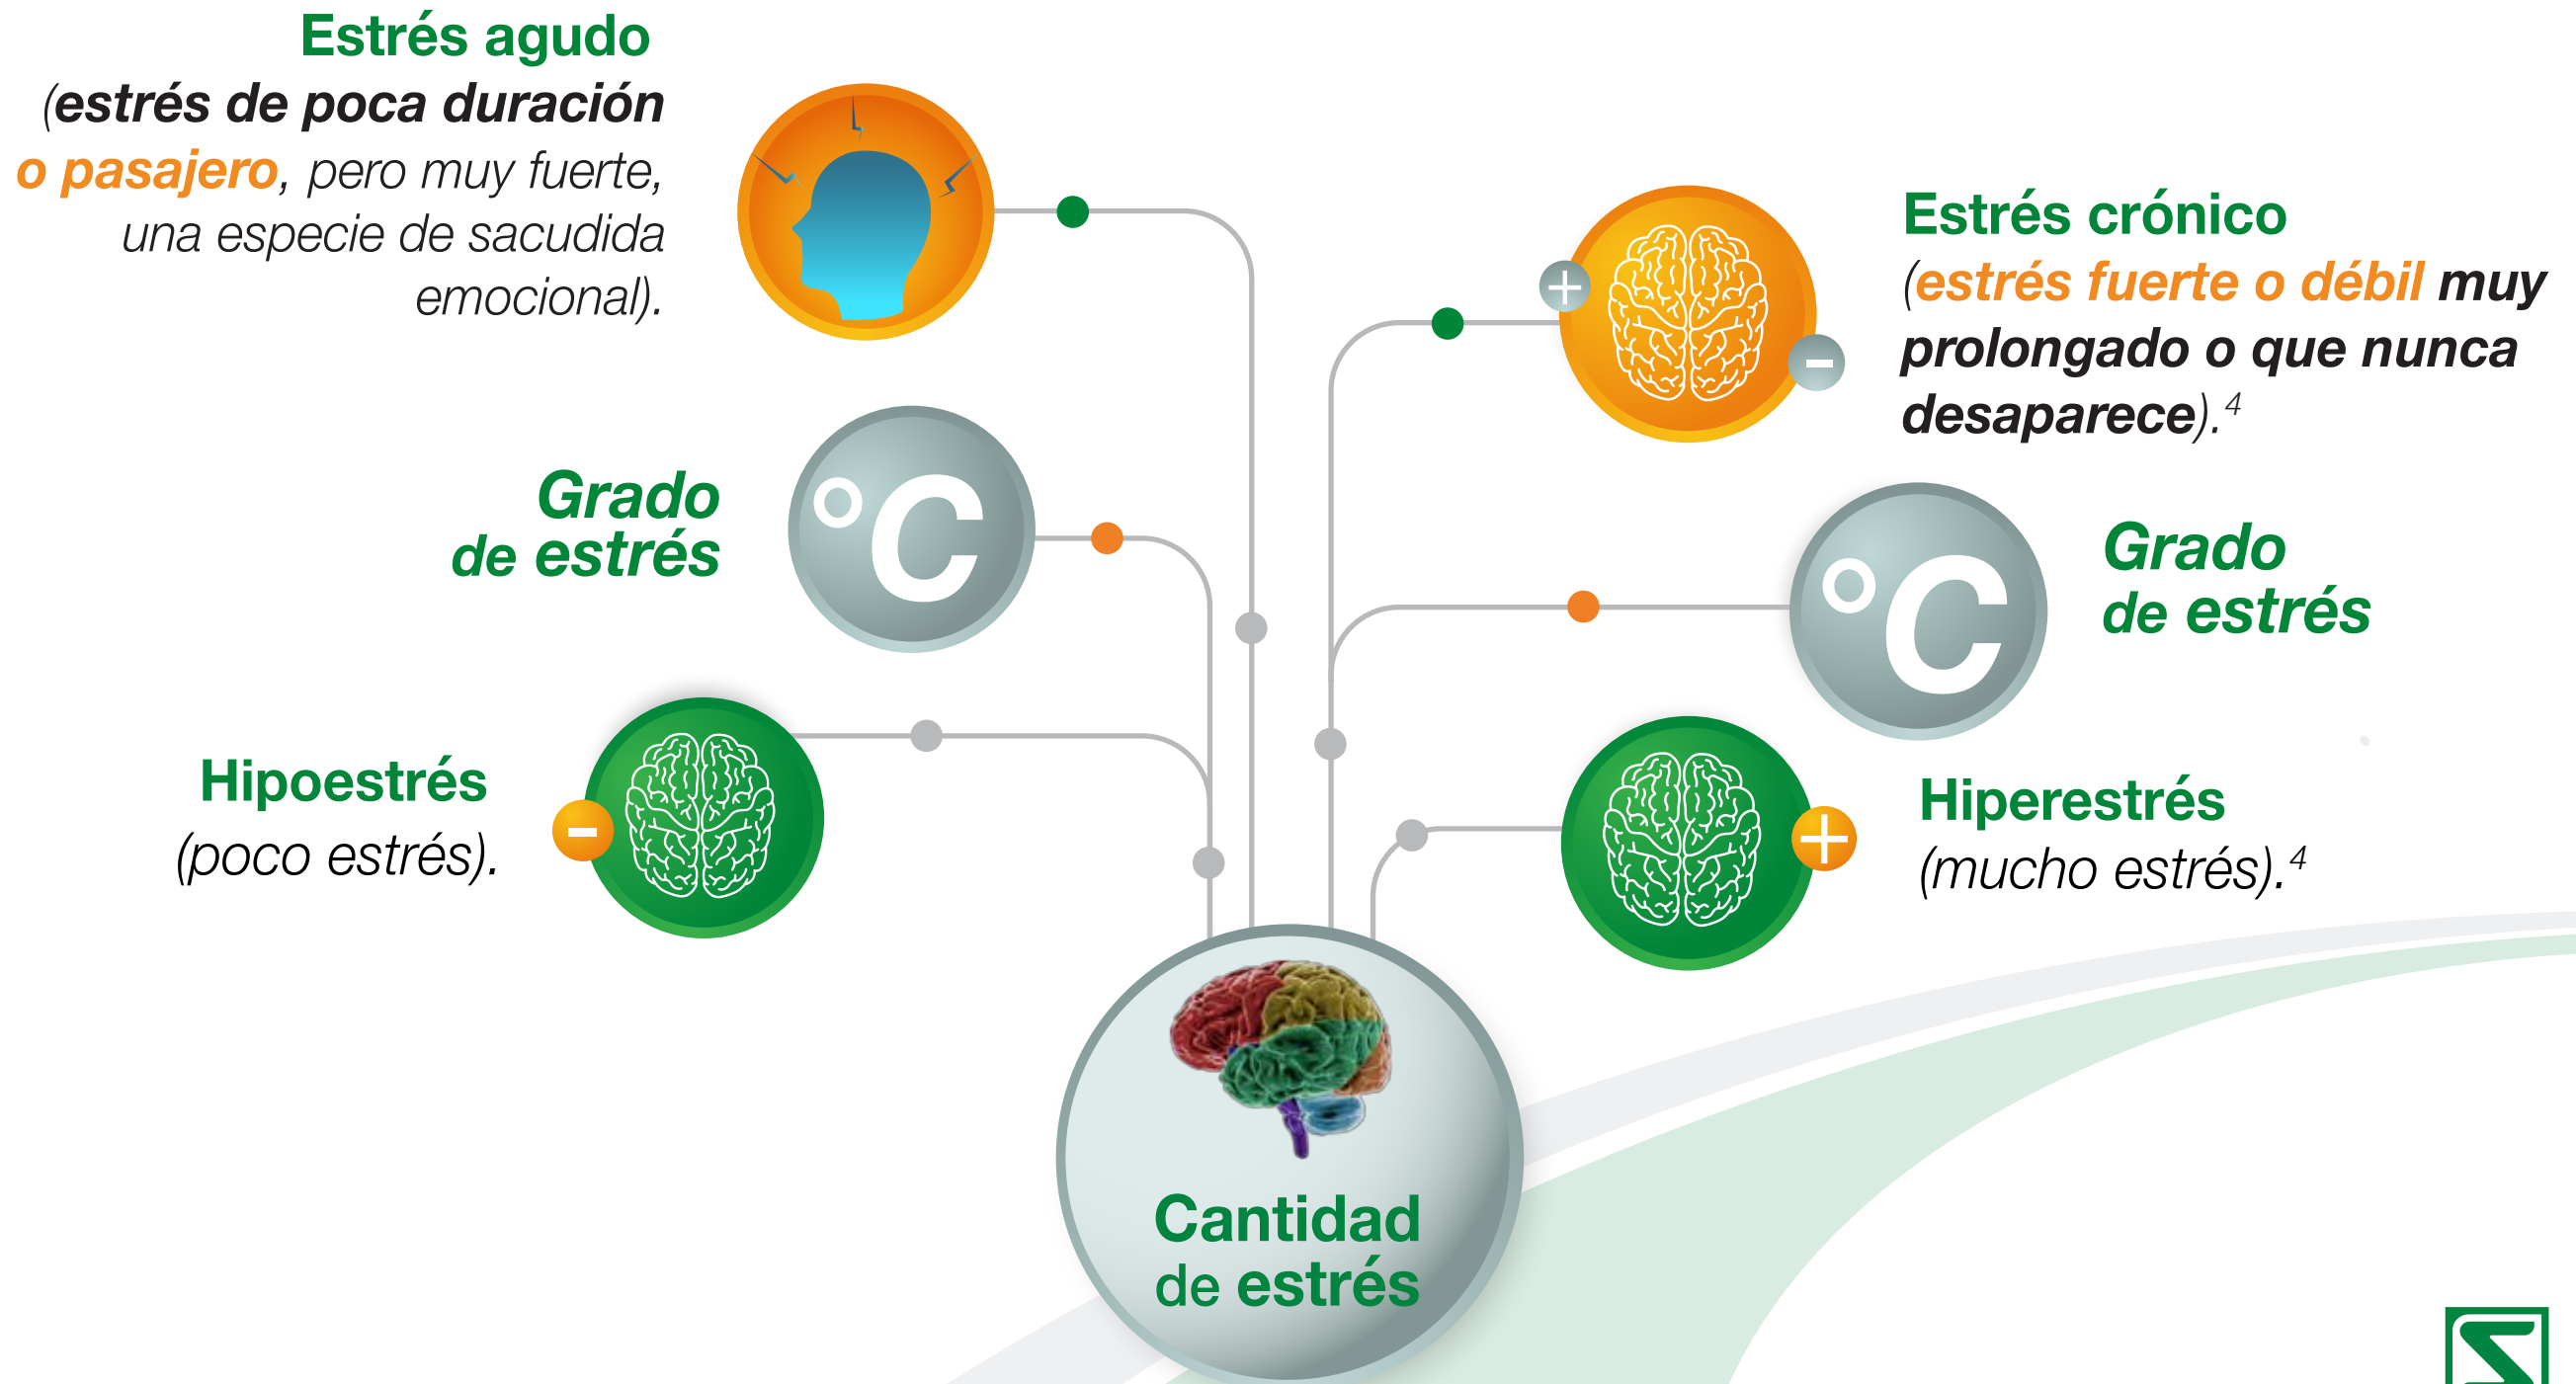 Estrés agudo
(estrés de poca duración
o pasajero, pero muy fuerte,
una especie de sacudida
emocional).
Estrés crónico
(estrés fuerte o débil muy
prolongado o que nunca
desaparece).4
°C
Grado
de estrés
°C
Grado
de estrés
Hipoestrés
(poco estrés).
Hiperestrés
(mucho estrés).4
Cantidad
de estrés